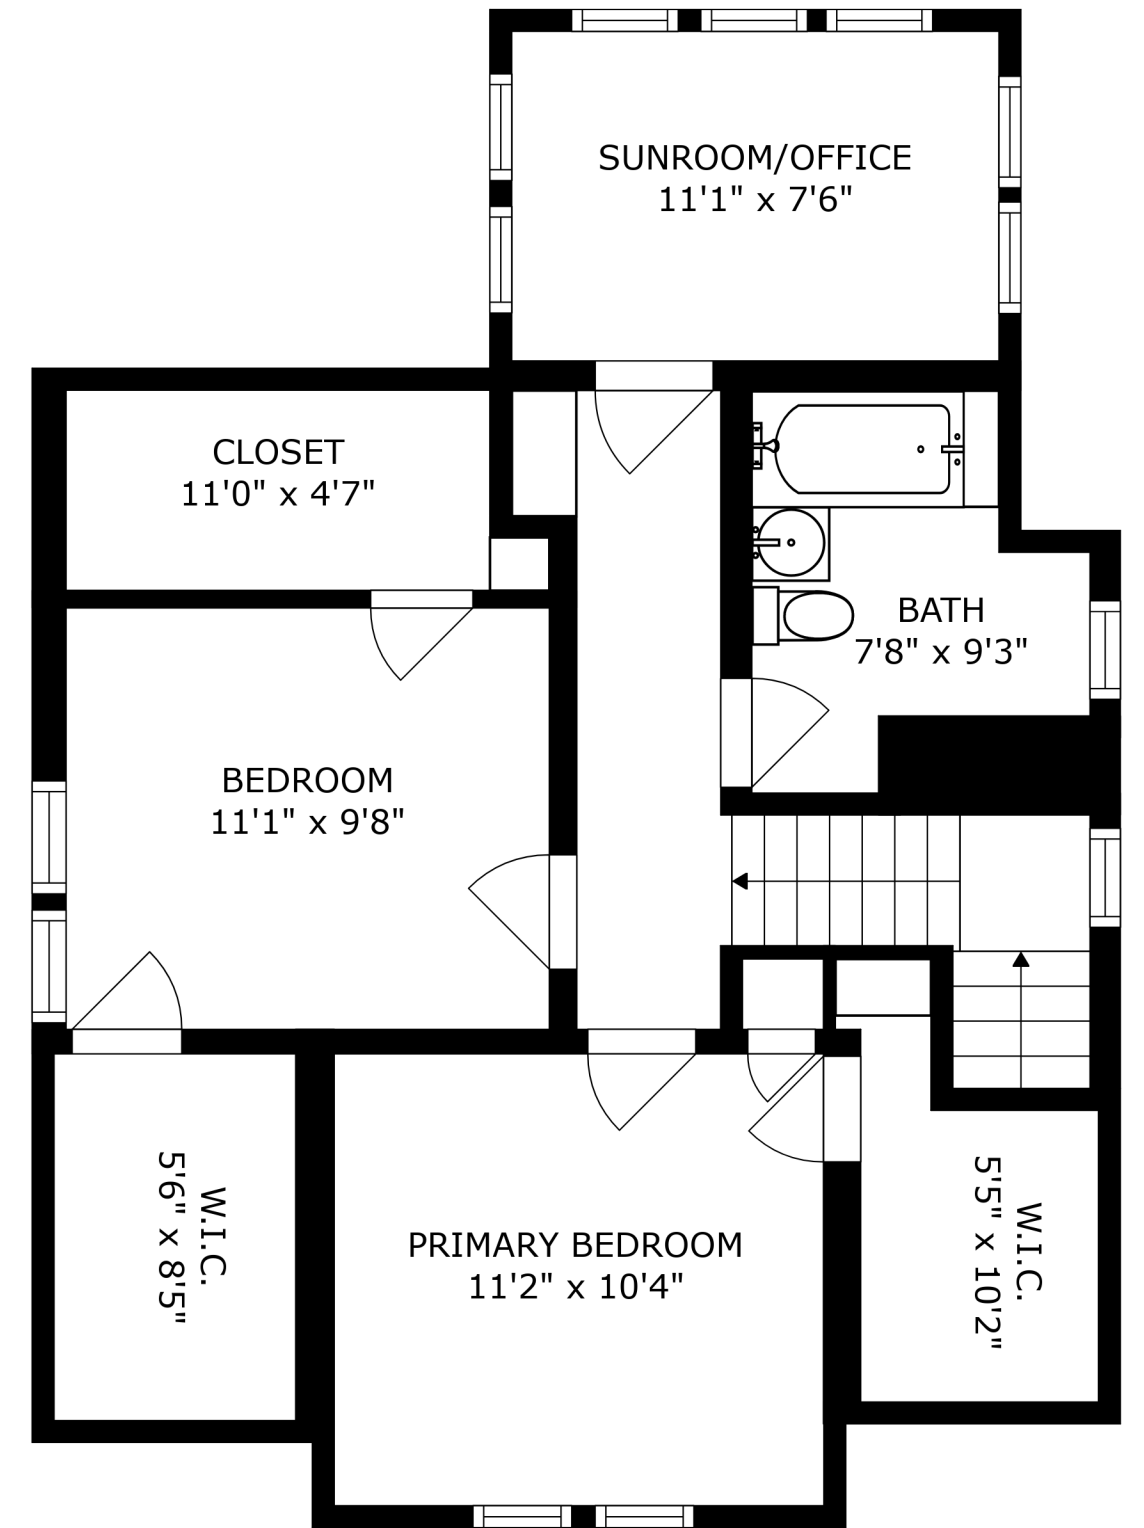 SUNROOM/OFFICE
11'1" x 7'6"
CLOSET
11'0" x 4'7"
BATH
7'8" x 9'3"
BEDROOM
11'1" x 9'8"
W.I.C.
5'6" x 8'5"
PRIMARY BEDROOM
11'2" x 10'4"
W.I.C.
5'5" x 10'2"